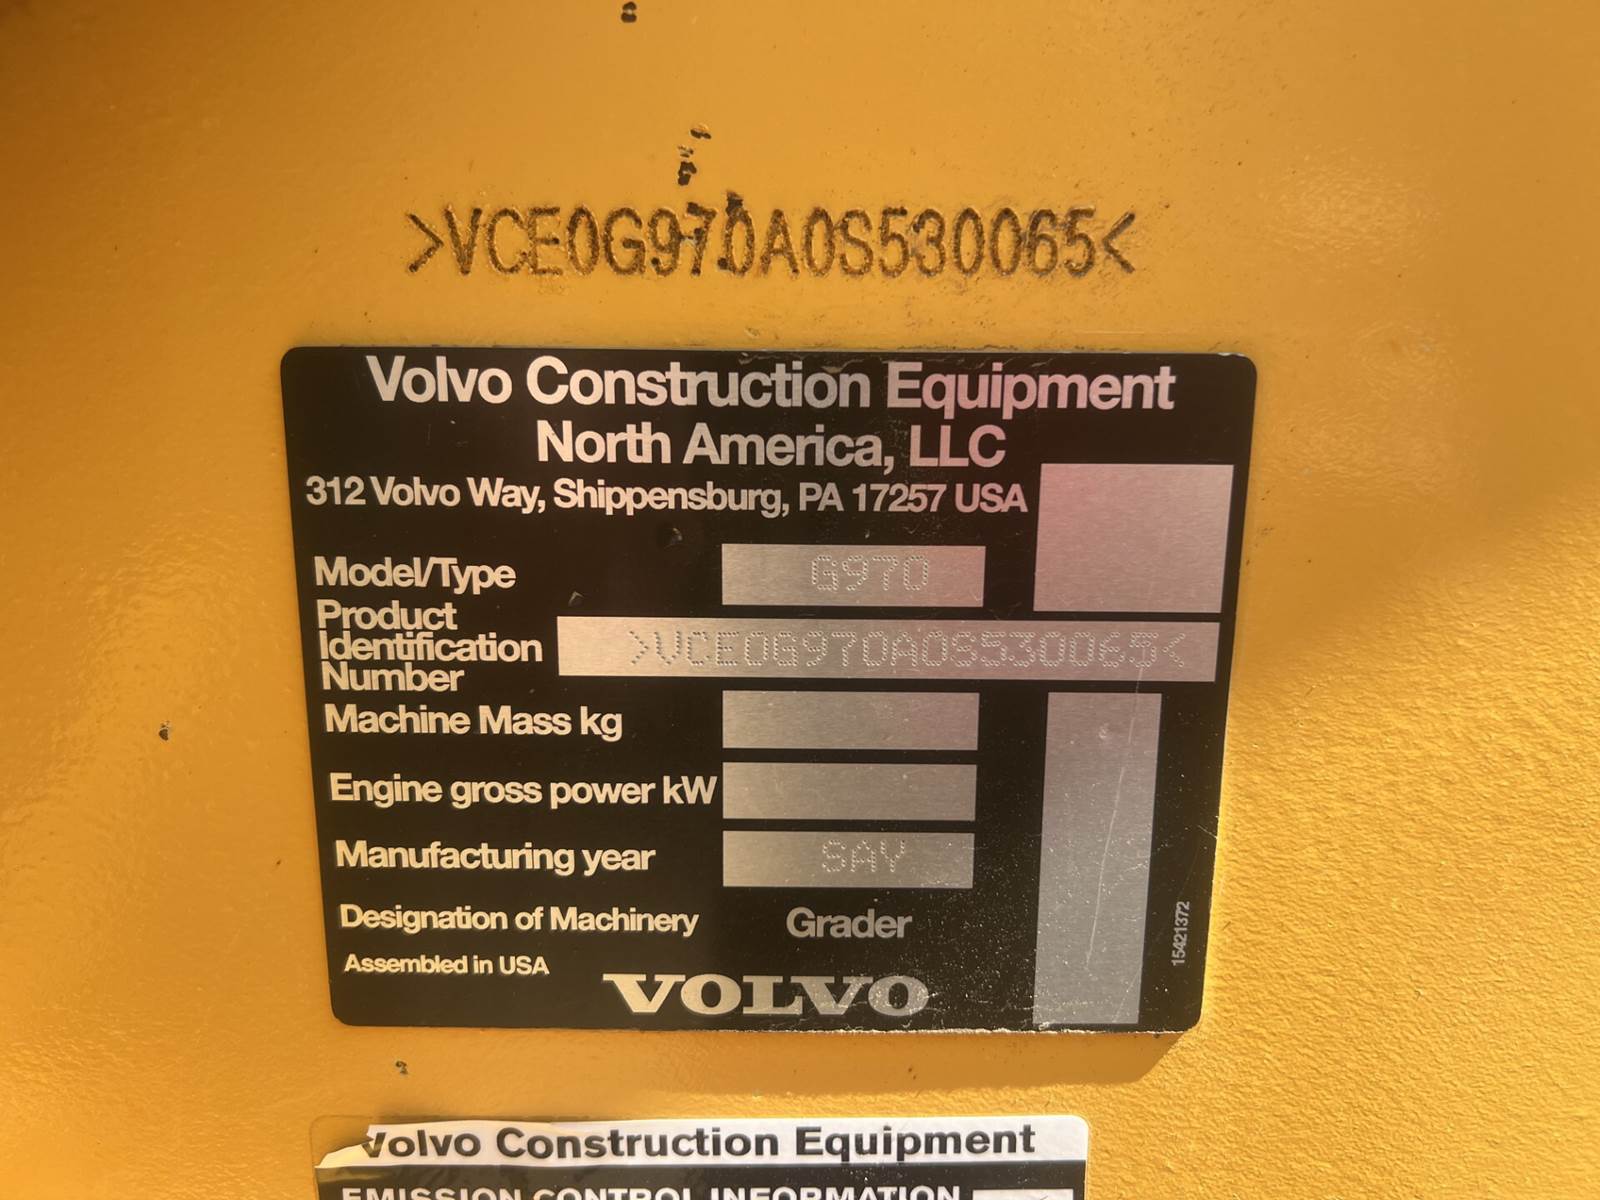 >VCE0G970A0S530065<
Volvo Construction Equipment
North America, LLC
312 Volvo Way, Shippensburg, PA 17257 USA
Model/Type G970
Product
Identification
Number >VCE0G970A0S530065<
Machine Mass kg
Engine gross power kW
Manufacturing year SAY
Designation of Machinery Grader
Assembled in USA
VOLVO
15421372
Volvo Construction Equipment
EMISSION CONTROL INFORMATION